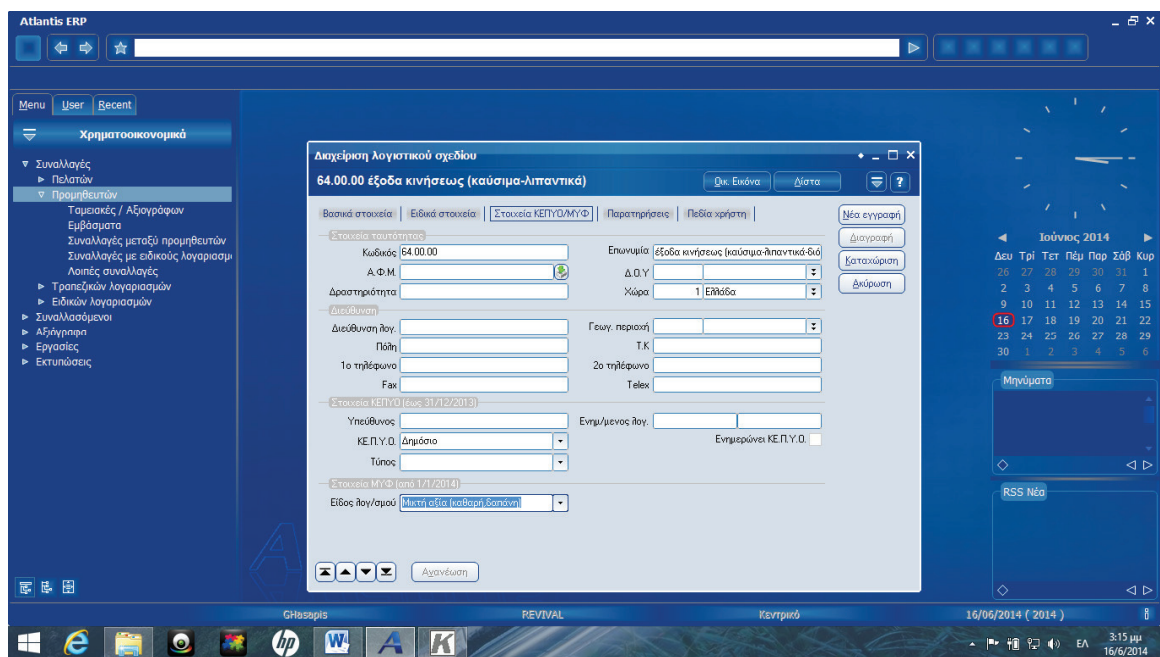 Atlantis ERP
Menu User Recent
Χρηματοοικονομικά
Συναλλαγές
Πελατών
Προμηθευτών
Ταμειακές / Αξιογράφων
Εμβάσματα
Συναλλαγές μεταξύ προμηθευτών
Συναλλαγές με ειδικούς λογαριασμ
Λοιπές συναλλαγές
Τραπεζικών λογαριασμών
Ειδικών λογαριασμών
Συναλλασόμενοι
Αξιόγραφα
Εργασίες
Εκτυπώσεις
Διαχείριση λογιστικού σχεδίου
64.00.00 έξοδα κινήσεως (καύσιμα-λιπαντικά)
Οικ. Εικόνα Λίστα ?
Βασικά στοιχεία Ειδικά στοιχεία Στοιχεία ΚΕΠΥΟ/ΜΥΦ Παρατηρήσεις Πεδία χρήστη
Νέα εγγραφή
Διαγραφή
Καταχώριση
Ακύρωση
Στοιχεία ταυτότητας
Κωδικός 64.00.00 Επωνυμία έξοδα κινήσεως (καύσιμα-λιπαντικά-διό
Α.Φ.Μ. Δ.Ο.Υ
Δραστηριότητα Χώρα 1 Ελλάδα
Διεύθυνση
Διεύθυνση λογ. Γεωγ. περιοχή
Πόλη Τ.Κ
1ο τηλέφωνο 2ο τηλέφωνο
Fax Telex
Στοιχεία ΚΕΠΥΟ (έως 31/12/2013)
Υπεύθυνος Ενημ/μενος λογ.
ΚΕ.Π.Υ.Ο. Δημόσιο Ενημερώνει ΚΕ.Π.Υ.Ο.
Τύπος
Στοιχεία ΜΥΦ (από 1/1/2014)
Είδος λογ/σμού Μικτή αξία (καθαρή δαπάνη)
Ανανέωση
Ιούνιος 2014
Δευ Τρί Τετ Πέμ Παρ Σάβ Κυρ
26 27 28 29 30 31 1
2 3 4 5 6 7 8
9 10 11 12 13 14 15
16 17 18 19 20 21 22
23 24 25 26 27 28 29
30 1 2 3 4 5 6
Μηνύματα
RSS Νέα
GHasapis REVIVAL Κεντρικό 16/06/2014 ( 2014 )
hp W A K
ΕΛ 3:15 μμ
16/6/2014